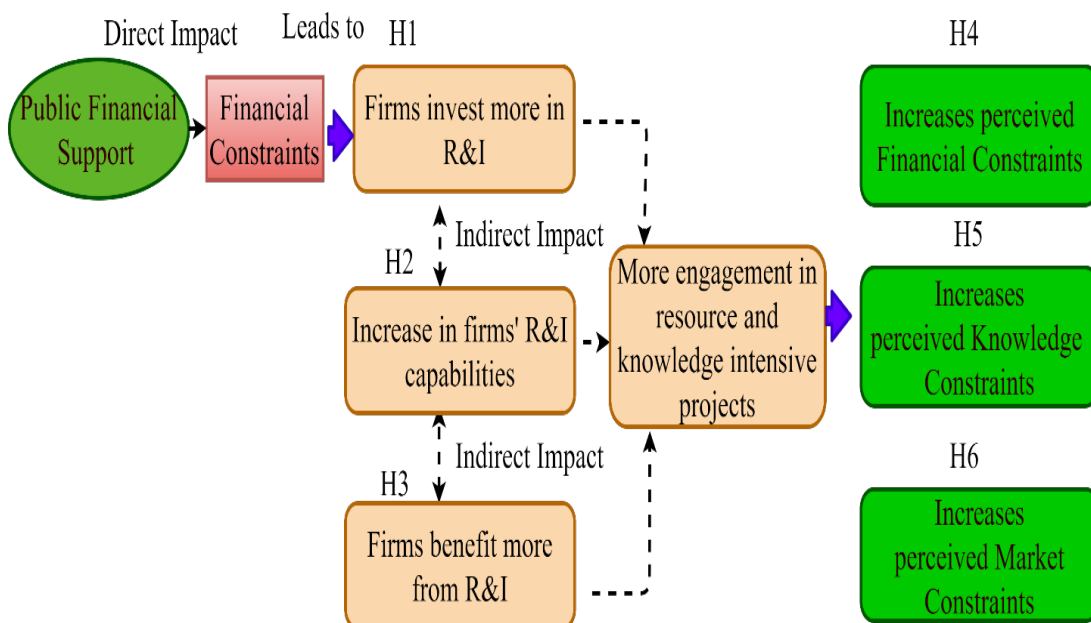 Direct Impact
Leads to
H1
H4
Public Financial
Support
Financial
Constraints
Firms invest more in
R&I
Increases perceived
Financial Constraints
Indirect Impact
H2
H5
Increase in firms' R&I
capabilities
More engagement in
resource and
knowledge intensive
projects
Increases
perceived Knowledge
Constraints
Indirect Impact
H3
H6
Firms benefit more
from R&I
Increases
perceived Market
Constraints